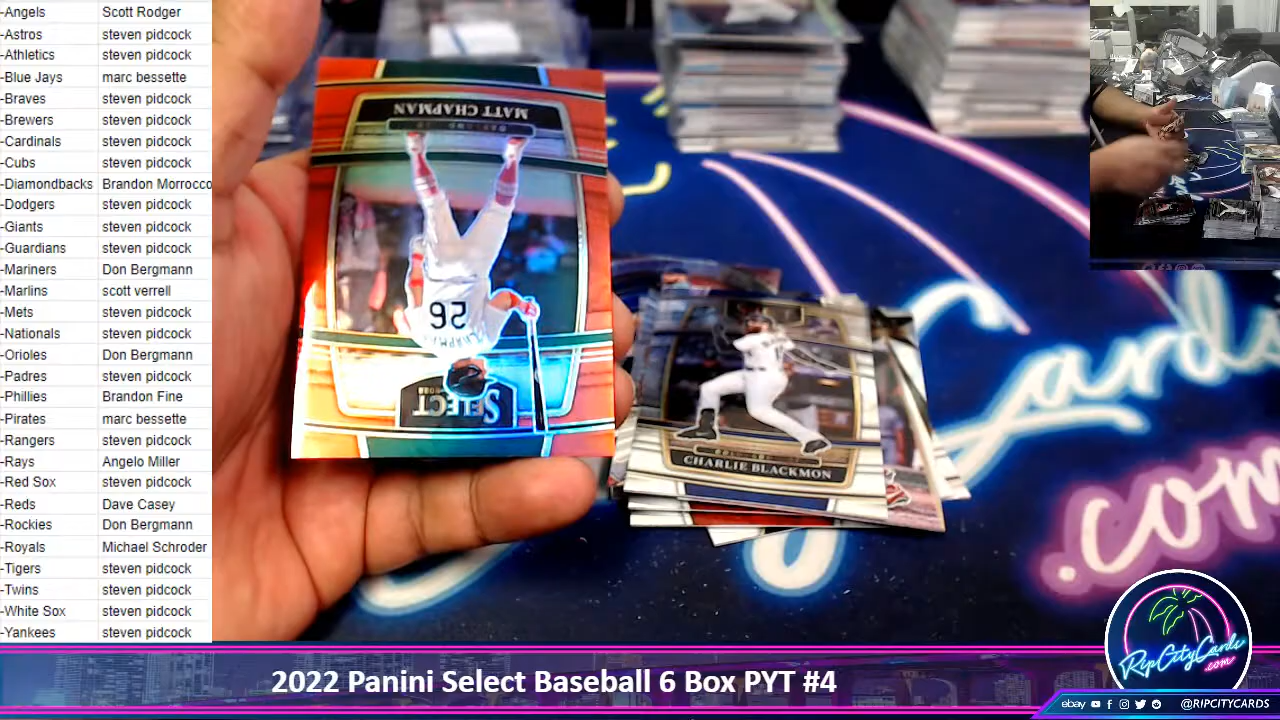 -Angels Scott Rodger
-Astros steven pidcock
-Athletics steven pidcock
-Blue Jays marc bessette
-Braves steven pidcock
-Brewers steven pidcock
-Cardinals steven pidcock
-Cubs steven pidcock
-Diamondbacks Brandon Morrocco
-Dodgers steven pidcock
-Giants steven pidcock
-Guardians steven pidcock
-Mariners Don Bergmann
-Marlins scott verrell
-Mets steven pidcock
-Nationals steven pidcock
-Orioles Don Bergmann
-Padres steven pidcock
-Phillies Brandon Fine
-Pirates marc bessette
-Rangers steven pidcock
-Rays Angelo Miller
-Red Sox steven pidcock
-Reds Dave Casey
-Rockies Don Bergmann
-Royals Michael Schroder
-Tigers steven pidcock
-Twins steven pidcock
-White Sox steven pidcock
-Yankees steven pidcock
MATT CHAPMAN
26
CHAPMAN
SELECT
CHARLIE BLACKMON
Cards
.com
RipCityCards
.com
2022 Panini Select Baseball 6 Box PYT #4
ebay @RIPCITYCARDS